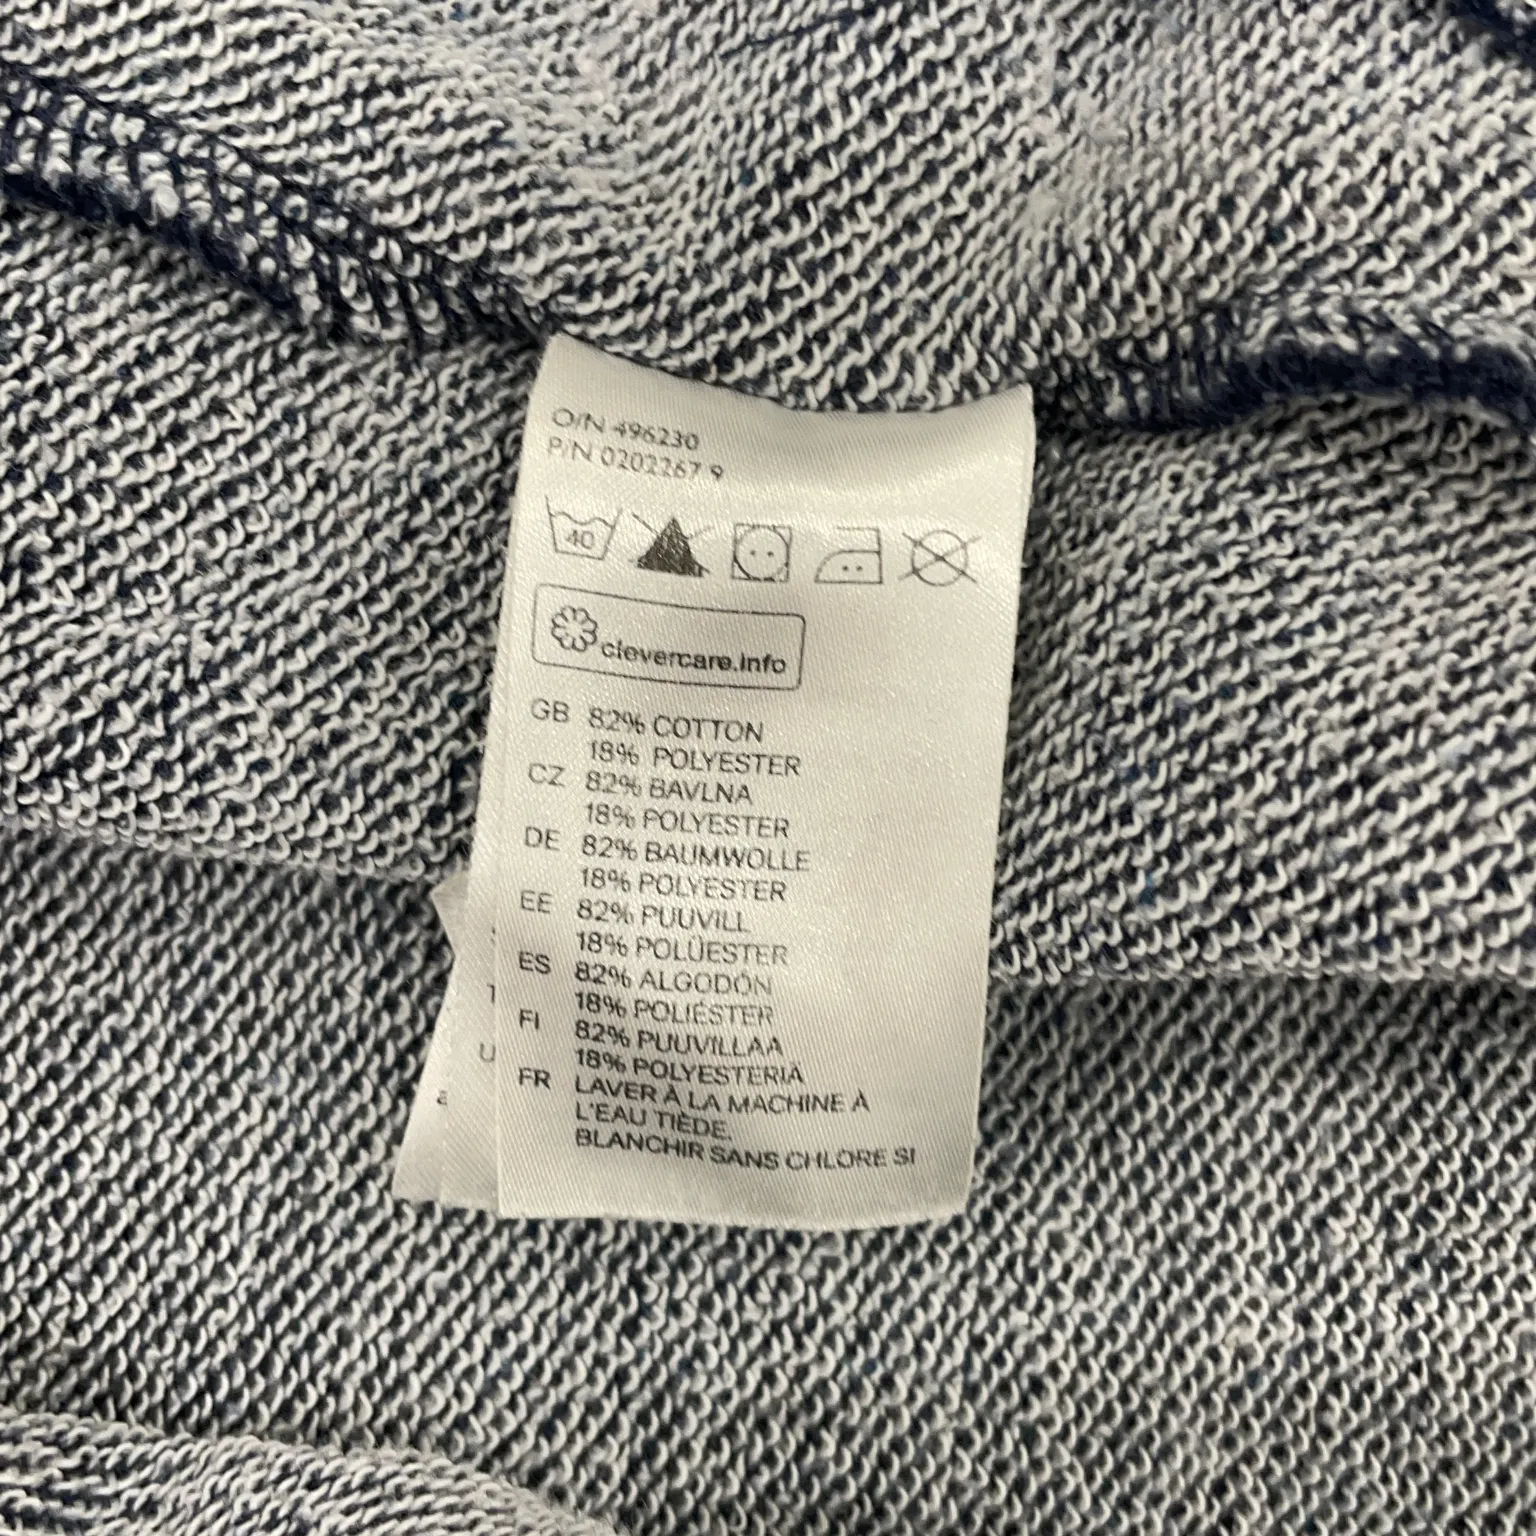 O/N 496230
P/N 0202267 9
40
clevercare.info
GB 82% COTTON
18% POLYESTER
CZ 82% BAVLNA
18% POLYESTER
DE 82% BAUMWOLLE
18% POLYESTER
EE 82% PUUVILL
18% POLÜESTER
ES 82% ALGODÓN
18% POLIÉSTER
FI 82% PUUVILLAA
18% POLYESTERIÄ
FR LAVER À LA MACHINE À
L'EAU TIÈDE.
BLANCHIR SANS CHLORE SI